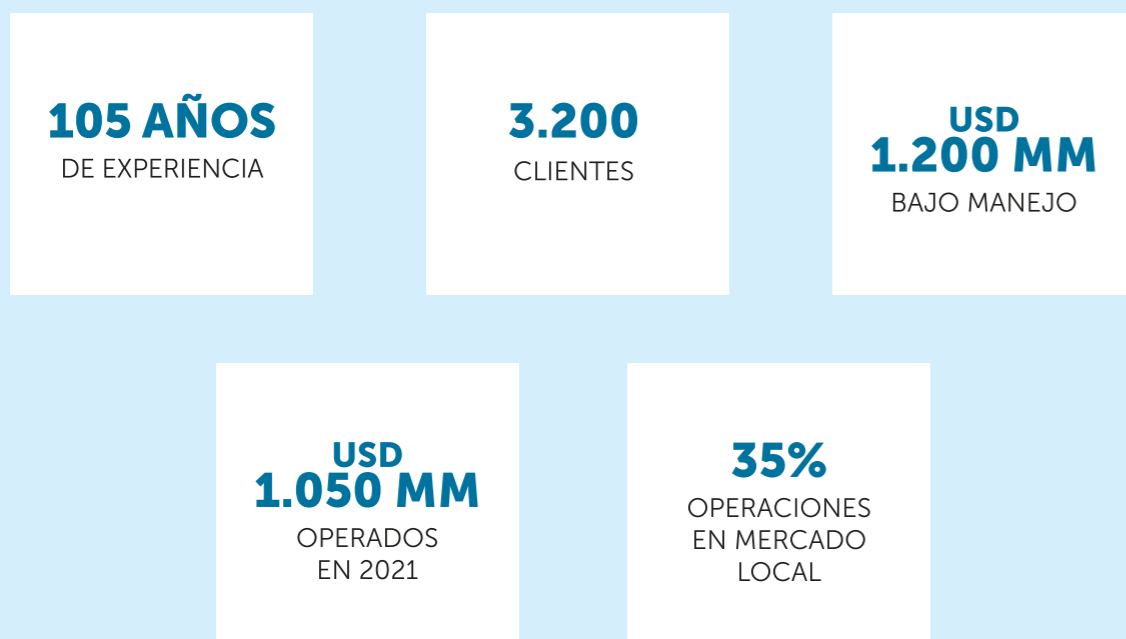 105 AÑOS
DE EXPERIENCIA
3.200
CLIENTES
USD
1.200 MM
BAJO MANEJO
USD
1.050 MM
OPERADOS
EN 2021
35%
OPERACIONES
EN MERCADO
LOCAL